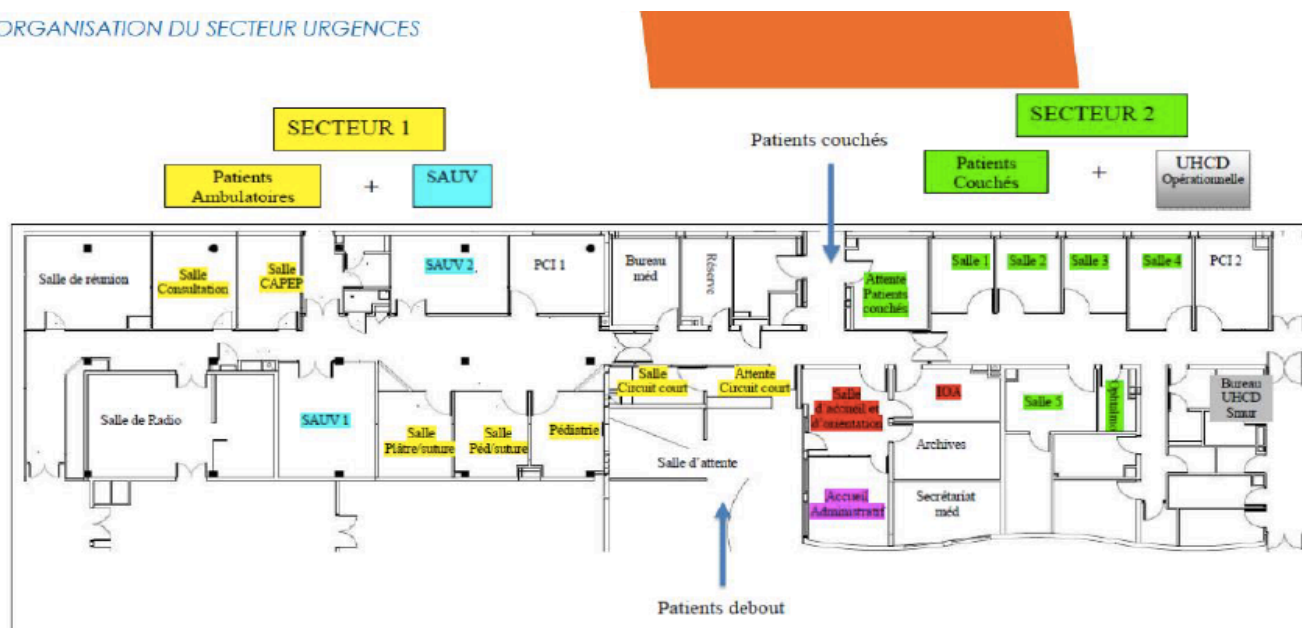 ORGANISATION DU SECTEUR URGENCES
SECTEUR 1
SECTEUR 2
Patients couchés
Patients
Ambulatoires
+
SAUV
Patients
Couchés
+
UHCD
Opérationnelle
Salle de réunion
Salle
Consultation
Salle
CAPEP
SAUV 2
PCI 1
Bureau
méd
Réserve
Attente
Patients
couchés
Salle 1
Salle 2
Salle 3
Salle 4
PCI 2
Salle de Radio
SAUV 1
Salle
Plâtre/suture
Salle
Péd/suture
Pédiatrie
Salle
Circuit court
Attente
Circuit court
Salle d'attente
Salle
d'accueil et
d'orientation
IOA
Archives
Accueil
Administratif
Secrétariat
méd
Salle 5
Bureau
UHCD
Smur
Patients debout